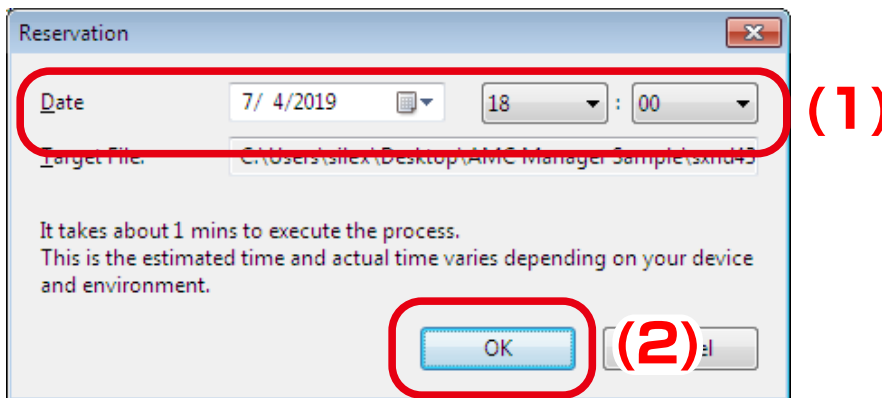 Reservation
Date 7/ 4/2019 18 : 00
(1)
Target File: C:\Users\silex\Desktop\AMC Manager Sample\sxnd43
It takes about 1 mins to execute the process.
This is the estimated time and actual time varies depending on your device
and environment.
OK (2)